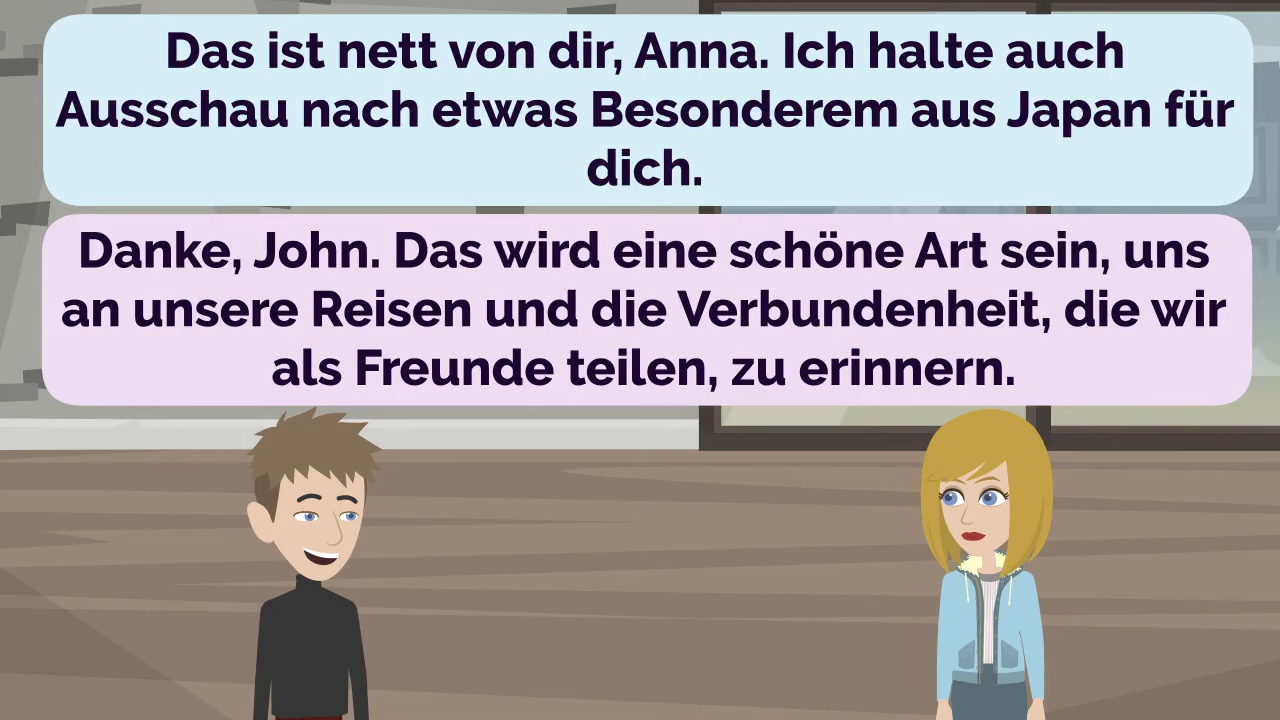 Das ist nett von dir, Anna. Ich halte auch
Ausschau nach etwas Besonderem aus Japan für
dich.
Danke, John. Das wird eine schöne Art sein, uns
an unsere Reisen und die Verbundenheit, die wir
als Freunde teilen, zu erinnern.